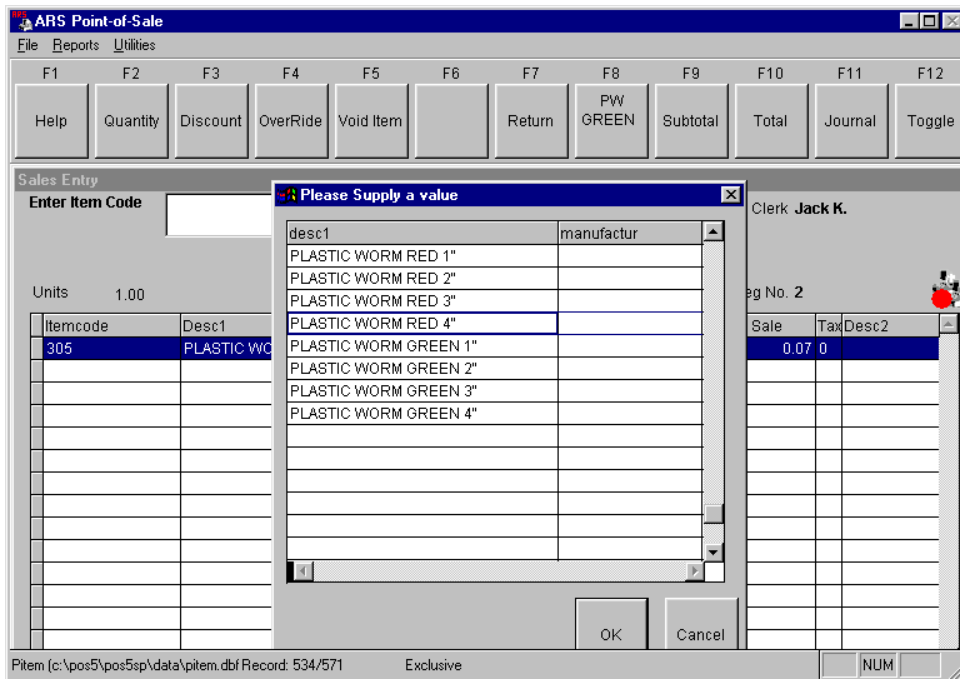 ARS Point-of-Sale
File Reports Utilities
F1 F2 F3 F4 F5 F6 F7 F8 F9 F10 F11 F12
Help Quantity Discount OverRide Void Item Return PW GREEN Subtotal Total Journal Toggle
Sales Entry
Enter Item Code
Please Supply a value
Clerk Jack K.
desc1 manufactur
PLASTIC WORM RED 1"
PLASTIC WORM RED 2"
PLASTIC WORM RED 3"
PLASTIC WORM RED 4"
PLASTIC WORM GREEN 1"
PLASTIC WORM GREEN 2"
PLASTIC WORM GREEN 3"
PLASTIC WORM GREEN 4"
Units 1.00
eg No. 2
Itemcode Desc1 Sale Tax Desc2
305 PLASTIC WO 0.07 0
OK Cancel
Pitem (c:\pos5\pos5sp\data\pitem.dbf Record: 534/571 Exclusive NUM